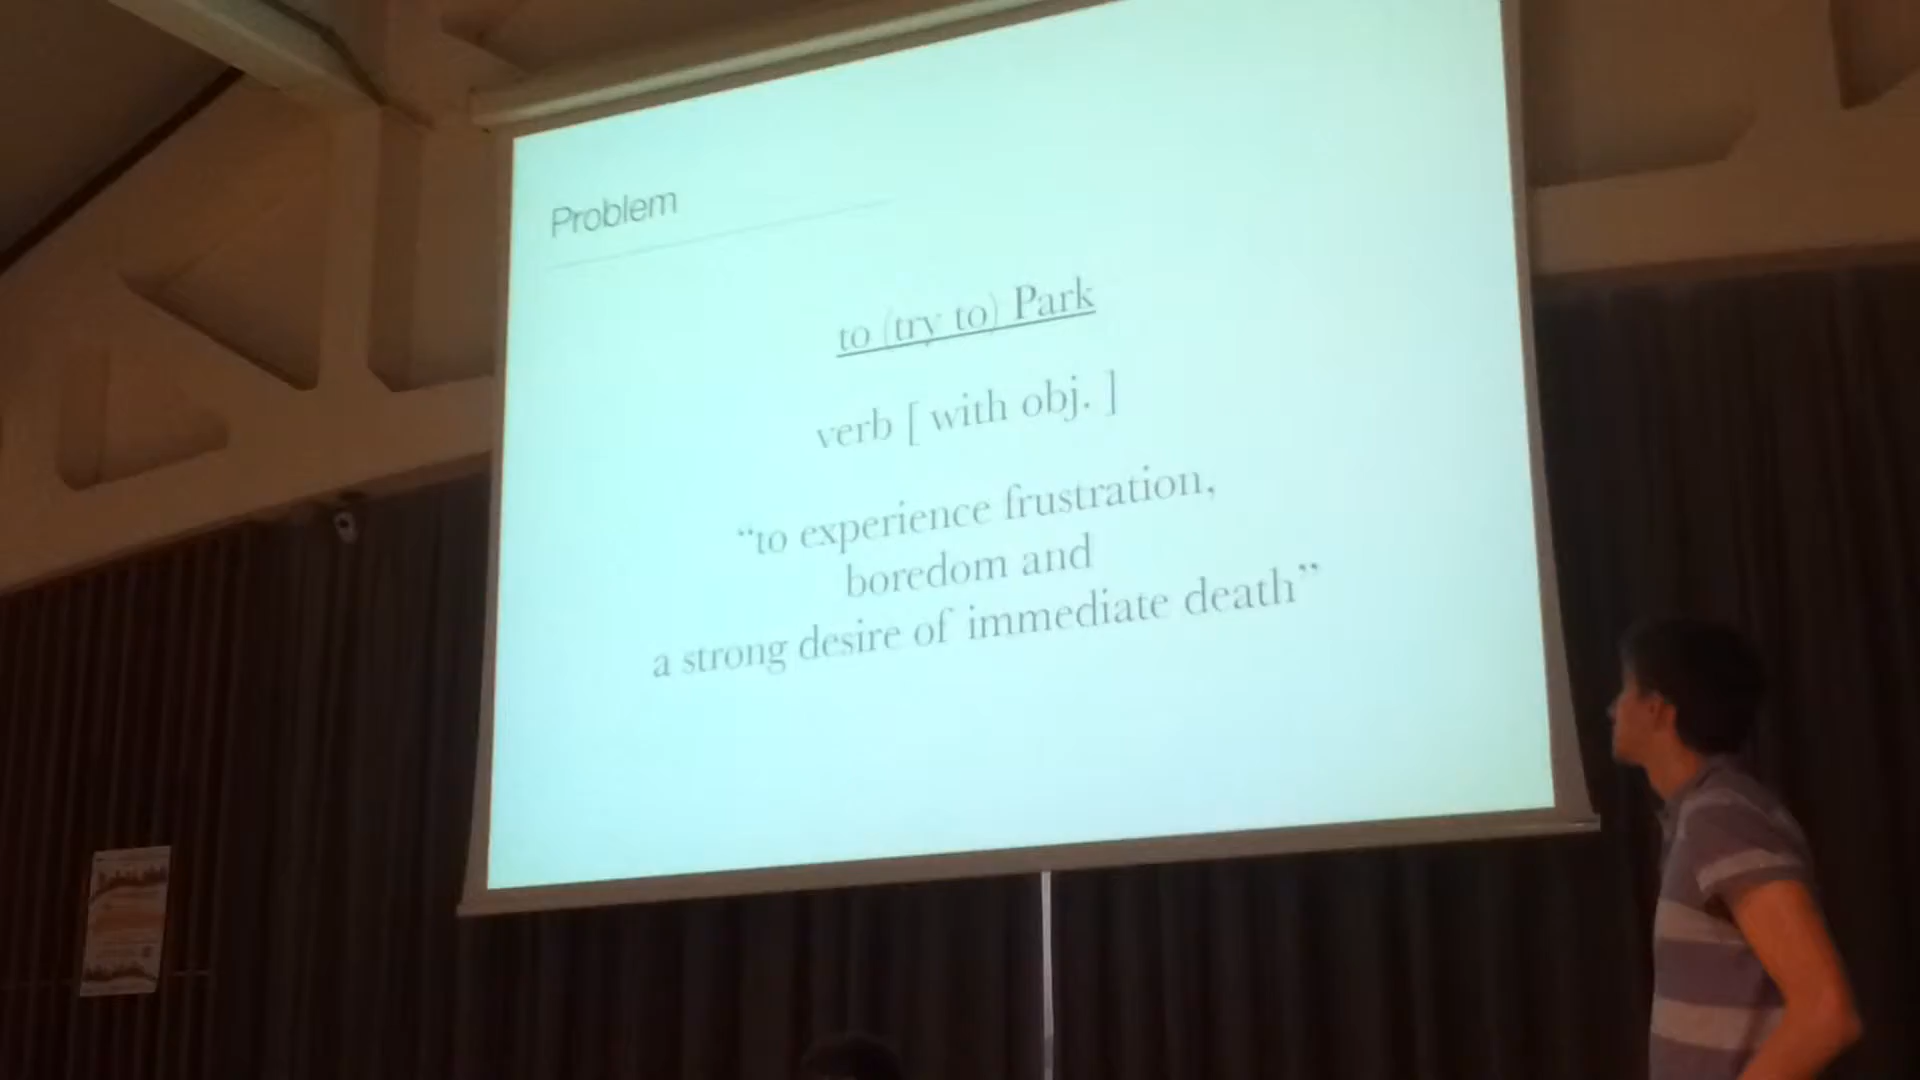 Problem
to (try to) Park
verb [ with obj. ]
“to experience frustration,
boredom and
a strong desire of immediate death”